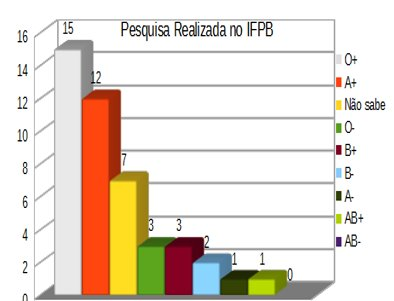 Pesquisa Realizada no IFPB
16
14
12
10
8
6
4
2
0
15
12
7
3
3
2
1
1
0
O+
A+
Não sabe
O-
B+
B-
A-
AB+
AB-